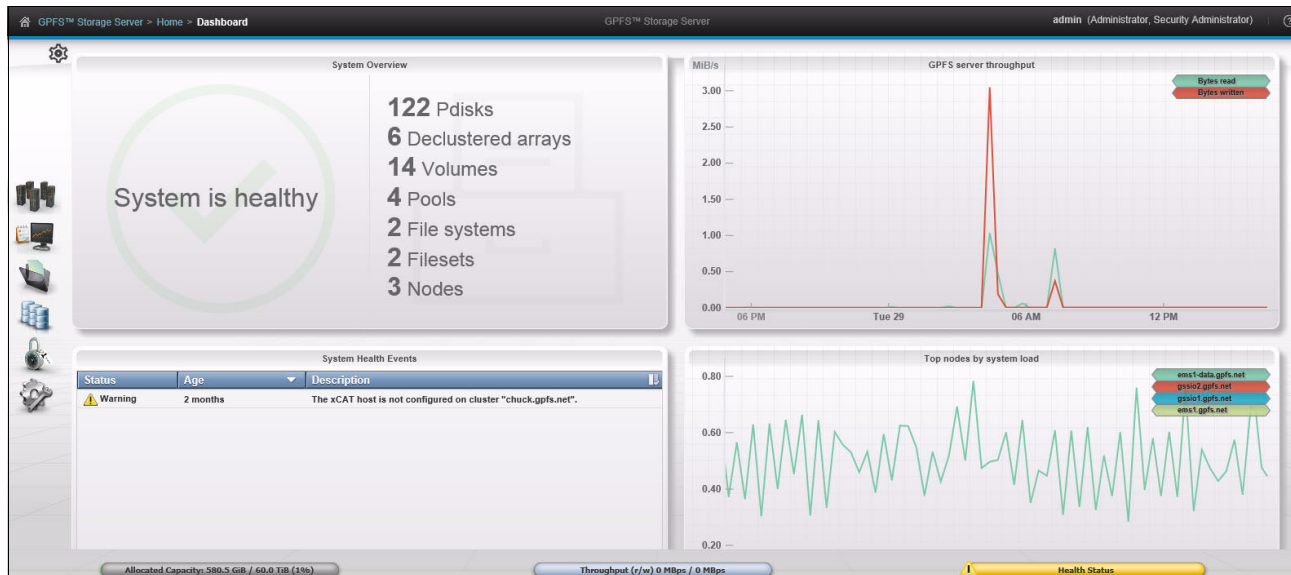 GPFS™ Storage Server > Home > Dashboard
GPFS™ Storage Server
admin (Administrator, Security Administrator)
System Overview
System is healthy
122 Pdisks
6 Declustered arrays
14 Volumes
4 Pools
2 File systems
2 Filesets
3 Nodes
MiB/s
GPFS server throughput
Bytes read
Bytes written
3.00
2.50
2.00
1.50
1.00
0.50
0.00
06 PM
Tue 29
06 AM
12 PM
System Health Events
Status Age Description
Warning 2 months The xCAT host is not configured on cluster "chuck.gpfs.net".
Top nodes by system load
ems1-data.gpfs.net
gssio2.gpfs.net
gssio1.gpfs.net
ems1.gpfs.net
0.80
0.60
0.40
0.20
Allocated Capacity: 580.5 GiB / 60.0 TiB (1%)
Throughput (r/w) 0 MBps / 0 MBps
Health Status